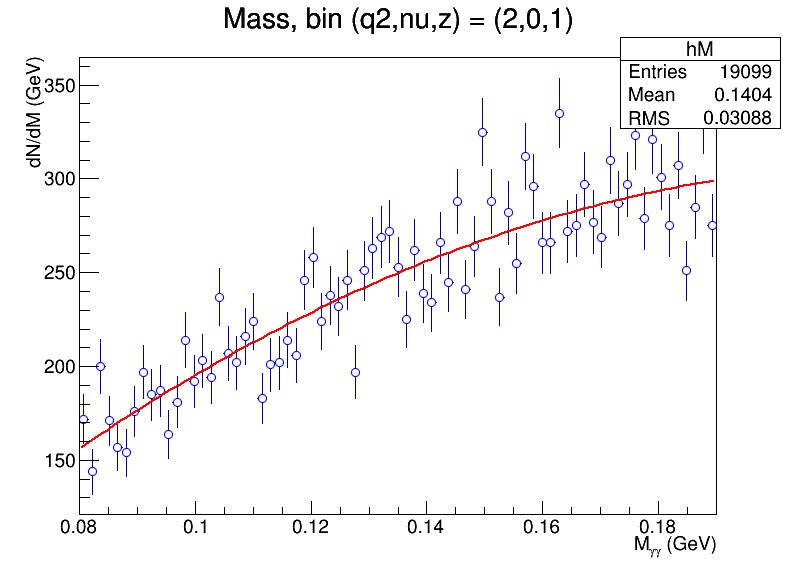 Mass, bin (q2,nu,z) = (2,0,1)
hM
Entries 19099
Mean 0.1404
RMS 0.03088
dN/dM (GeV)
350
300
250
200
150
0.08 0.1 0.12 0.14 0.16 0.18
Mγγ (GeV)